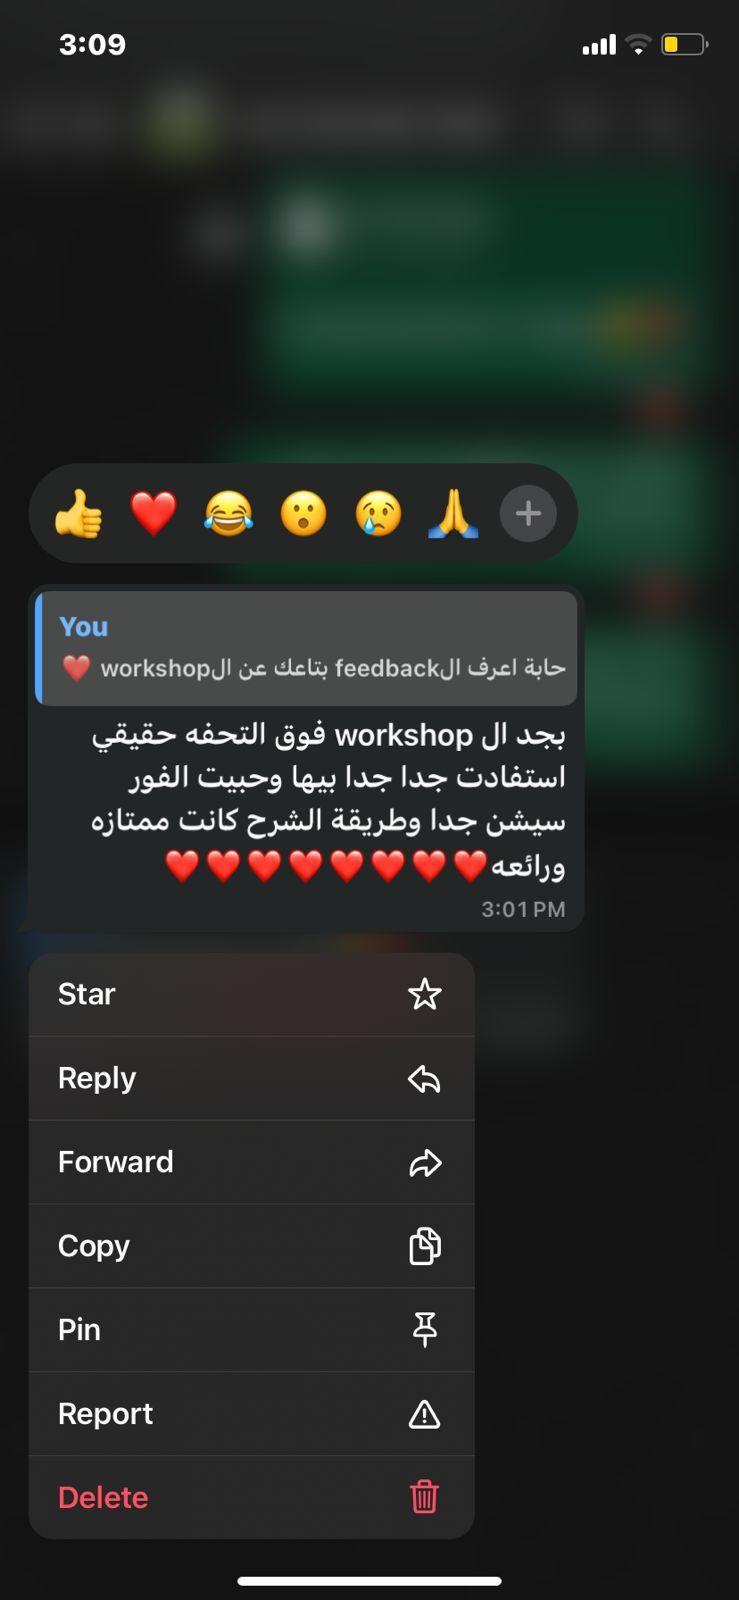 3:09
You
حابة اعرف الfeedback بتاعك عن الworkshop ❤️
بجد ال workshop فوق التحفه حقيقي
استفادت جدا جدا بيها وحبيت الفور
سيشن جدا وطريقة الشرح كانت ممتازه
ورائعه❤️❤️❤️❤️❤️❤️❤️❤️
3:01 PM
Star
Reply
Forward
Copy
Pin
Report
Delete